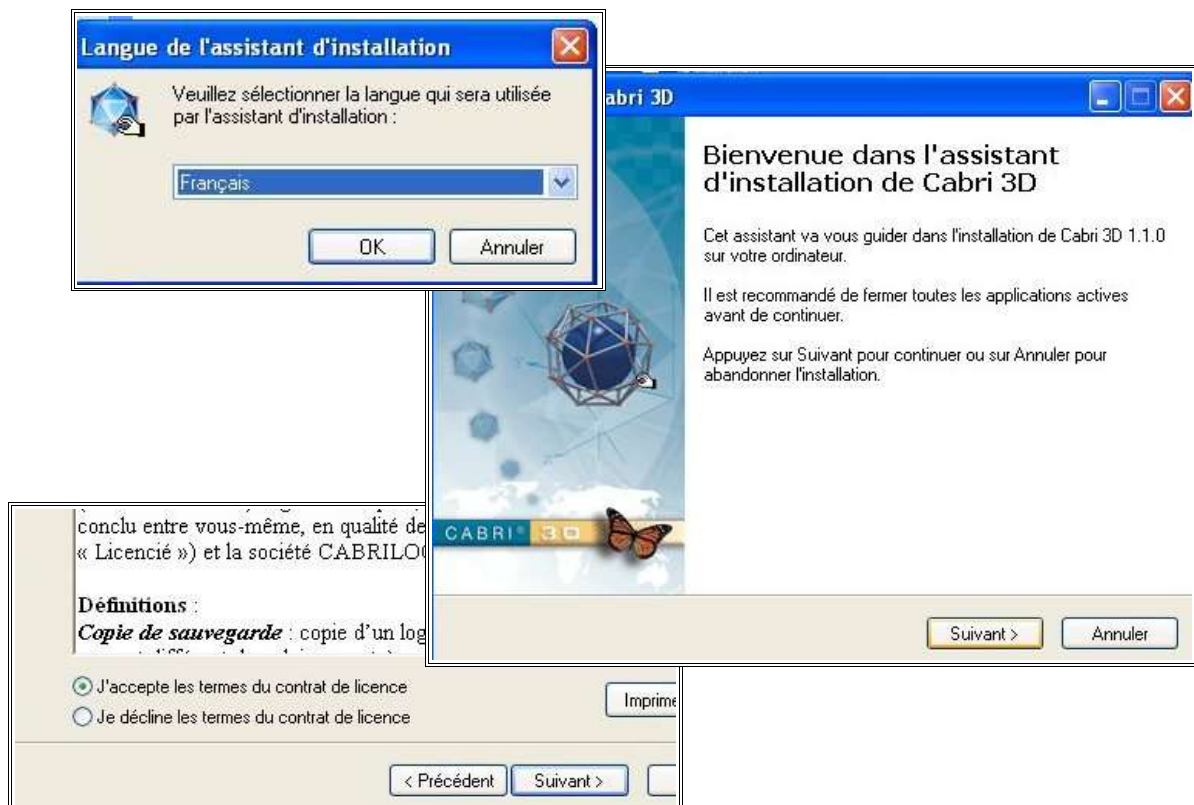 Langue de l'assistant d'installation
Veuillez sélectionner la langue qui sera utilisée
par l'assistant d'installation :
Français
OK
Annuler
abri 3D
Bienvenue dans l'assistant
d'installation de Cabri 3D
Cet assistant va vous guider dans l'installation de Cabri 3D 1.1.0
sur votre ordinateur.
Il est recommandé de fermer toutes les applications actives
avant de continuer.
Appuyez sur Suivant pour continuer ou sur Annuler pour
abandonner l'installation.
CABRI® 3D
Suivant >
Annuler
conclu entre vous-même, en qualité de
« Licencié ») et la société CABRILO
Définitions :
Copie de sauvegarde : copie d'un log
J'accepte les termes du contrat de licence
Je décline les termes du contrat de licence
Imprime
< Précédent
Suivant >